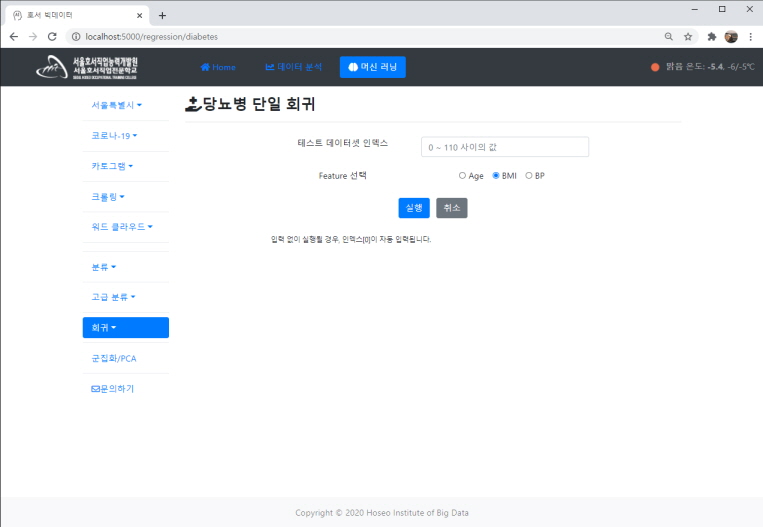 호서 빅데이터
localhost:5000/regression/diabetes
서울호서직업능력개발원
서울호서직업전문학교
Home
데이터 분석
머신 러닝
맑음 온도: -5.4, -6/-5℃
서울특별시
코로나-19
카토그램
크롤링
워드 클라우드
분류
고급 분류
회귀
군집화/PCA
문의하기
당뇨병 단일 회귀
테스트 데이터셋 인덱스
0 ~ 110 사이의 값
Feature 선택
Age BMI BP
실행 취소
입력 없이 실행될 경우, 인덱스[0]이 자동 입력됩니다.
Copyright © 2020 Hoseo Institute of Big Data